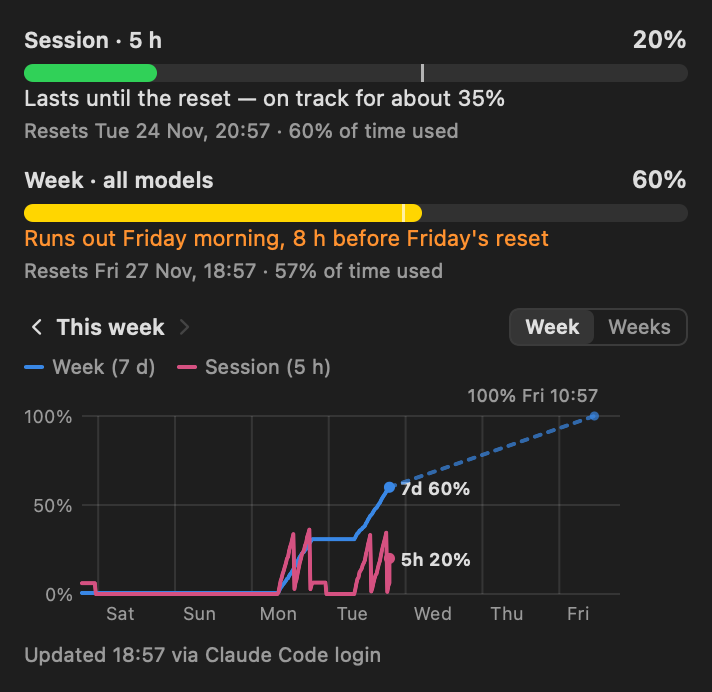 Session · 5 h 20%
Lasts until the reset — on track for about 35%
Resets Tue 24 Nov, 20:57 · 60% of time used
Week · all models 60%
Runs out Friday morning, 8 h before Friday's reset
Resets Fri 27 Nov, 18:57 · 57% of time used
This week Week Weeks
Week (7 d) Session (5 h)
100% Fri 10:57
100%
7d 60%
50%
5h 20%
0%
Sat Sun Mon Tue Wed Thu Fri
Updated 18:57 via Claude Code login